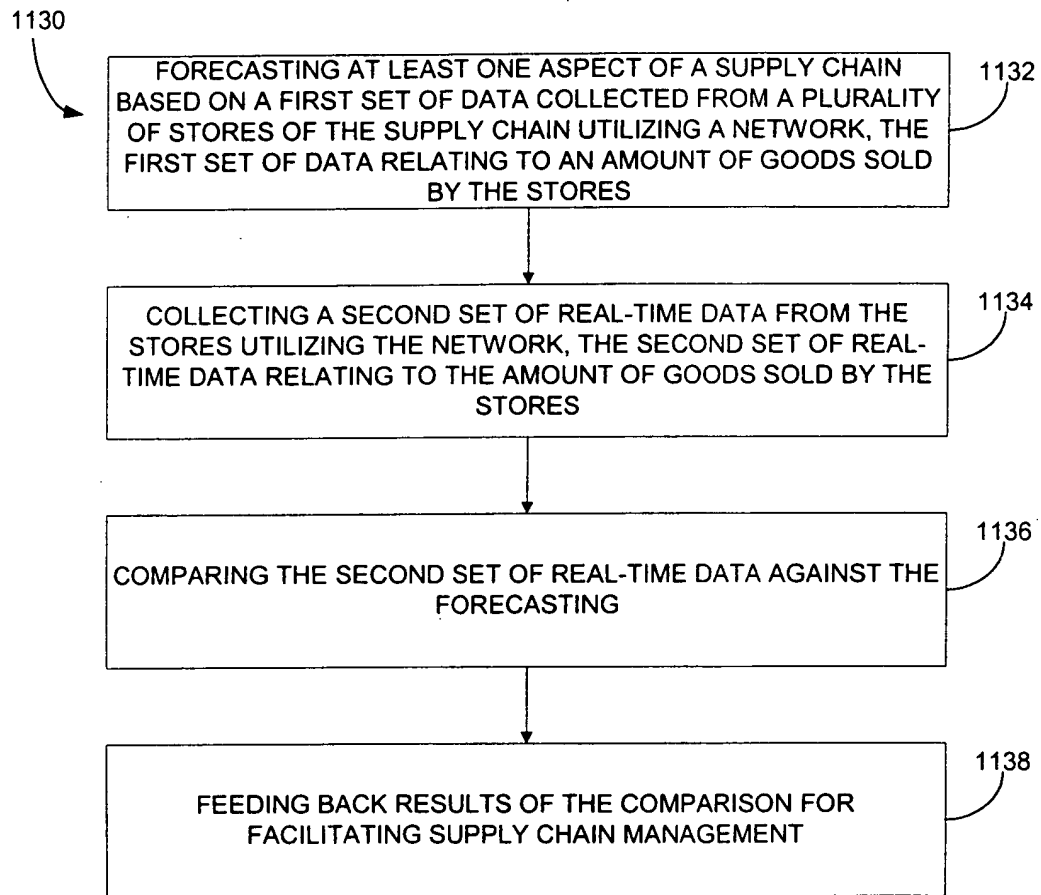 1130
FORECASTING AT LEAST ONE ASPECT OF A SUPPLY CHAIN
BASED ON A FIRST SET OF DATA COLLECTED FROM A PLURALITY
OF STORES OF THE SUPPLY CHAIN UTILIZING A NETWORK, THE
FIRST SET OF DATA RELATING TO AN AMOUNT OF GOODS SOLD
BY THE STORES
1132
COLLECTING A SECOND SET OF REAL-TIME DATA FROM THE
STORES UTILIZING THE NETWORK, THE SECOND SET OF REAL-
TIME DATA RELATING TO THE AMOUNT OF GOODS SOLD BY THE
STORES
1134
COMPARING THE SECOND SET OF REAL-TIME DATA AGAINST THE
FORECASTING
1136
FEEDING BACK RESULTS OF THE COMPARISON FOR
FACILITATING SUPPLY CHAIN MANAGEMENT
1138